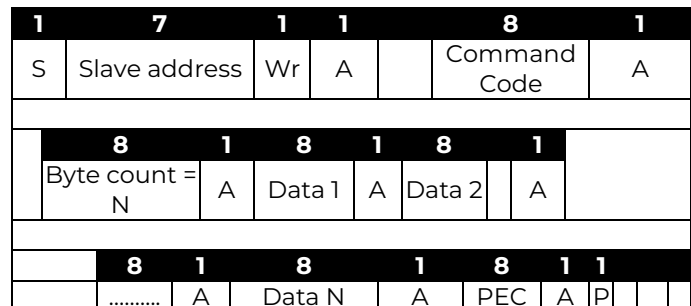 1 7 1 1 8 1
S Slave address Wr A Command Code A
8 1 8 1 8 1
Byte count = N A Data 1 A Data 2 A
8 1 8 1 8 1 1
.......... A Data N A PEC A P